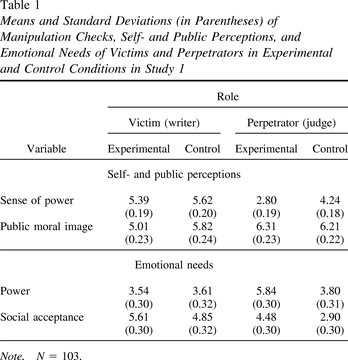 Table 1
Means and Standard Deviations (in Parentheses) of
Manipulation Checks, Self- and Public Perceptions, and
Emotional Needs of Victims and Perpetrators in Experimental
and Control Conditions in Study 1
Role
Victim (writer) Perpetrator (judge)
Variable Experimental Control Experimental Control
Self- and public perceptions
Sense of power 5.39 5.62 2.80 4.24
(0.19) (0.20) (0.19) (0.18)
Public moral image 5.01 5.82 6.31 6.21
(0.23) (0.24) (0.23) (0.22)
Emotional needs
Power 3.54 3.61 5.84 3.80
(0.30) (0.32) (0.30) (0.31)
Social acceptance 5.61 4.85 4.48 2.90
(0.30) (0.32) (0.30) (0.30)
Note. N = 103.